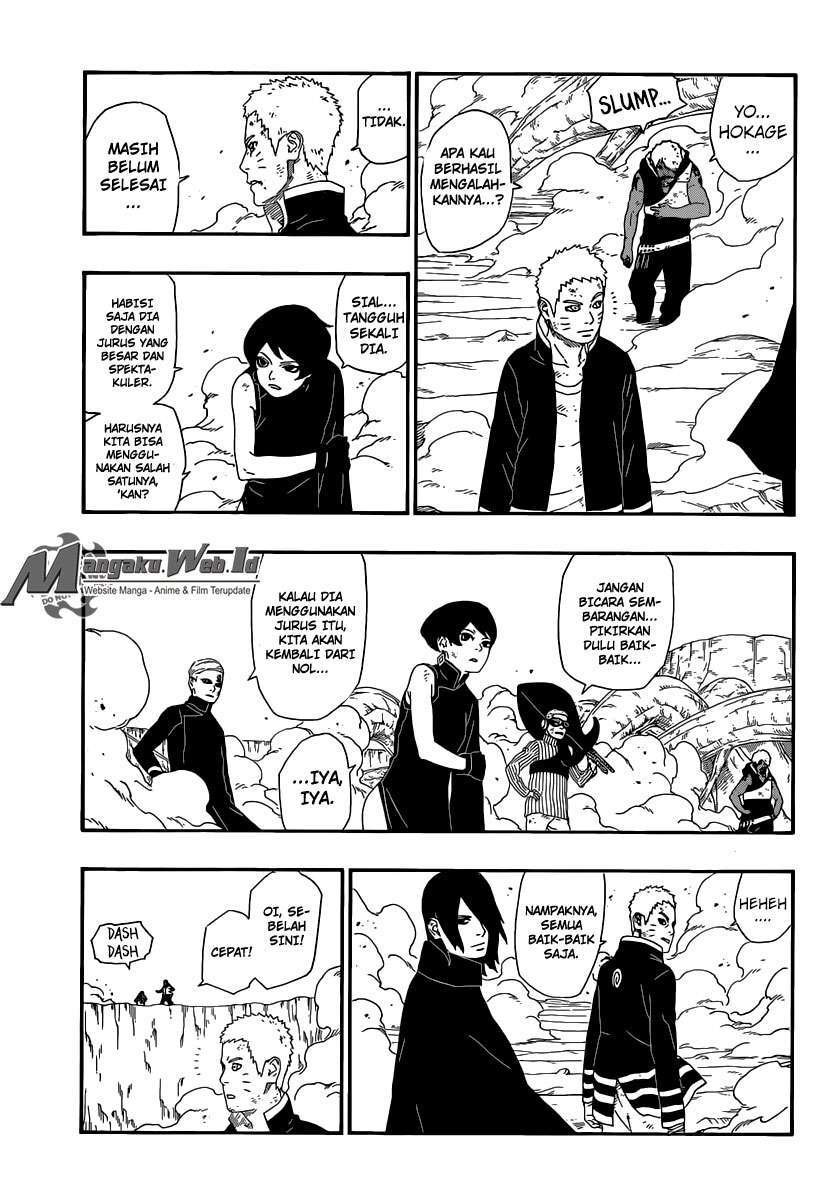 YO...
HOKAGE
...
SLUMP...
APA KAU
BERHASIL
MENGALAH-
KANNYA...?
...
TIDAK.
MASIH
BELUM
SELESAI
...
SIAL...
TANGGUH
SEKALI
DIA.
HABISI
SAJA DIA
DENGAN
JURUS YANG
BESAR DAN
SPEKTA-
KULER.
HARUSNYA
KITA BISA
MENGGU-
NAKAN SALAH
SATUNYA,
'KAN?
Mangaku.Web.Id
www
Website Manga - Anime & Film Terupdate
DO NO
JANGAN
BICARA SEM-
BARANGAN...
PIKIRKAN
DULU BAIK-
BAIK...
KALAU DIA
MENGGUNAKAN
JURUS ITU,
KITA AKAN
KEMBALI DARI
NOL...
...IYA,
IYA.
HEHEH
....
NAMPAKNYA,
SEMUA
BAIK-BAIK
SAJA.
OI, SE-
BELAH
SINI!
CEPAT!
DASH
DASH